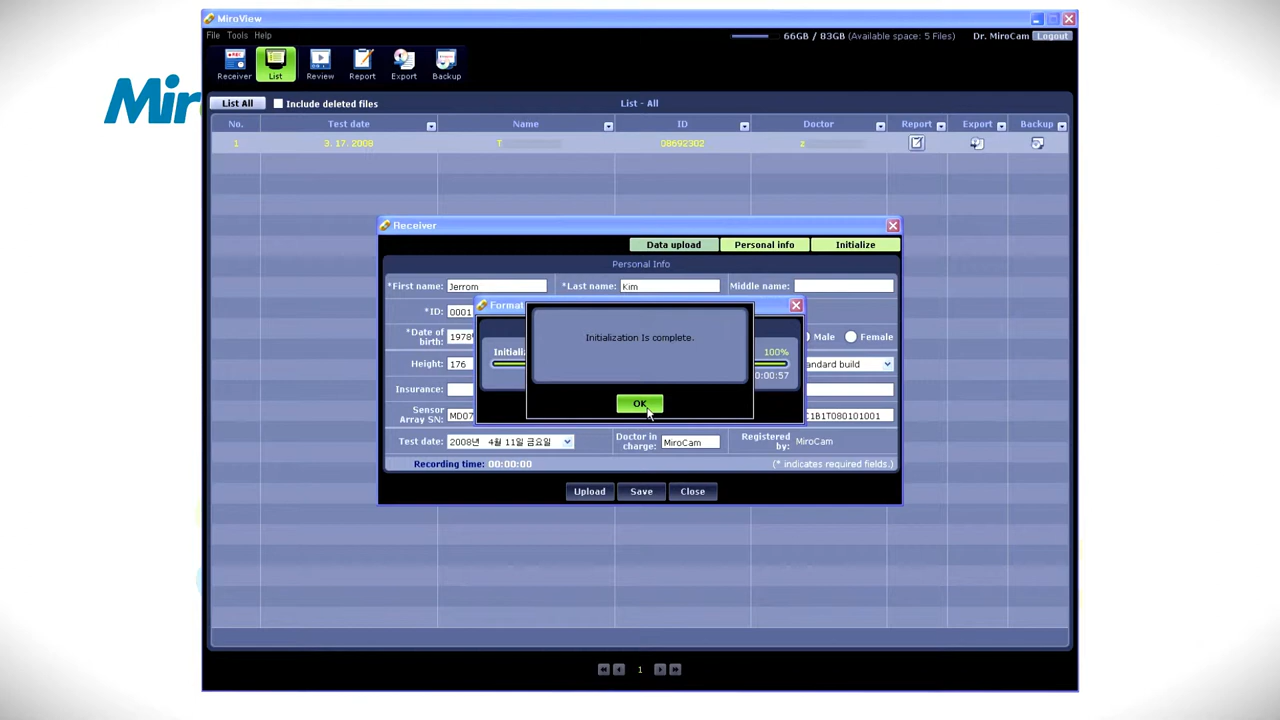 MiroView
File Tools Help
66GB / 83GB (Available space: 5 Files) Dr. MiroCam Logout
Receiver List Review Report Export Backup
Mir
List All Include deleted files List - All
No. Test date Name ID Doctor Report Export Backup
1 3. 17. 2008 T 08692302 z
Receiver
Data upload Personal info Initialize
Personal Info
*First name: Jerrom *Last name: Kim Middle name:
*ID: 0001
Format
Initialization Is complete.
*Date of birth: 1978 Male Female
Initializ 100%
Height: 176 andard build
0:00:57
Insurance:
OK
Sensor Array SN: MD07 C1B1T080101001
Test date: 2008년 4월 11일 금요일 Doctor in charge: MiroCam Registered by: MiroCam
Recording time: 00:00:00 (* indicates required fields.)
Upload Save Close
1